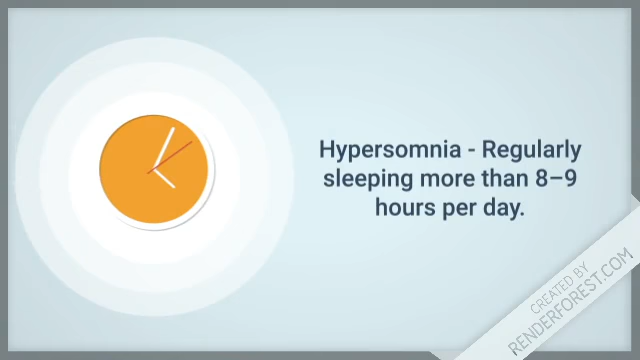 Hypersomnia - Regularly
sleeping more than 8–9
hours per day.
CREATED BY
RENDERFOREST.COM